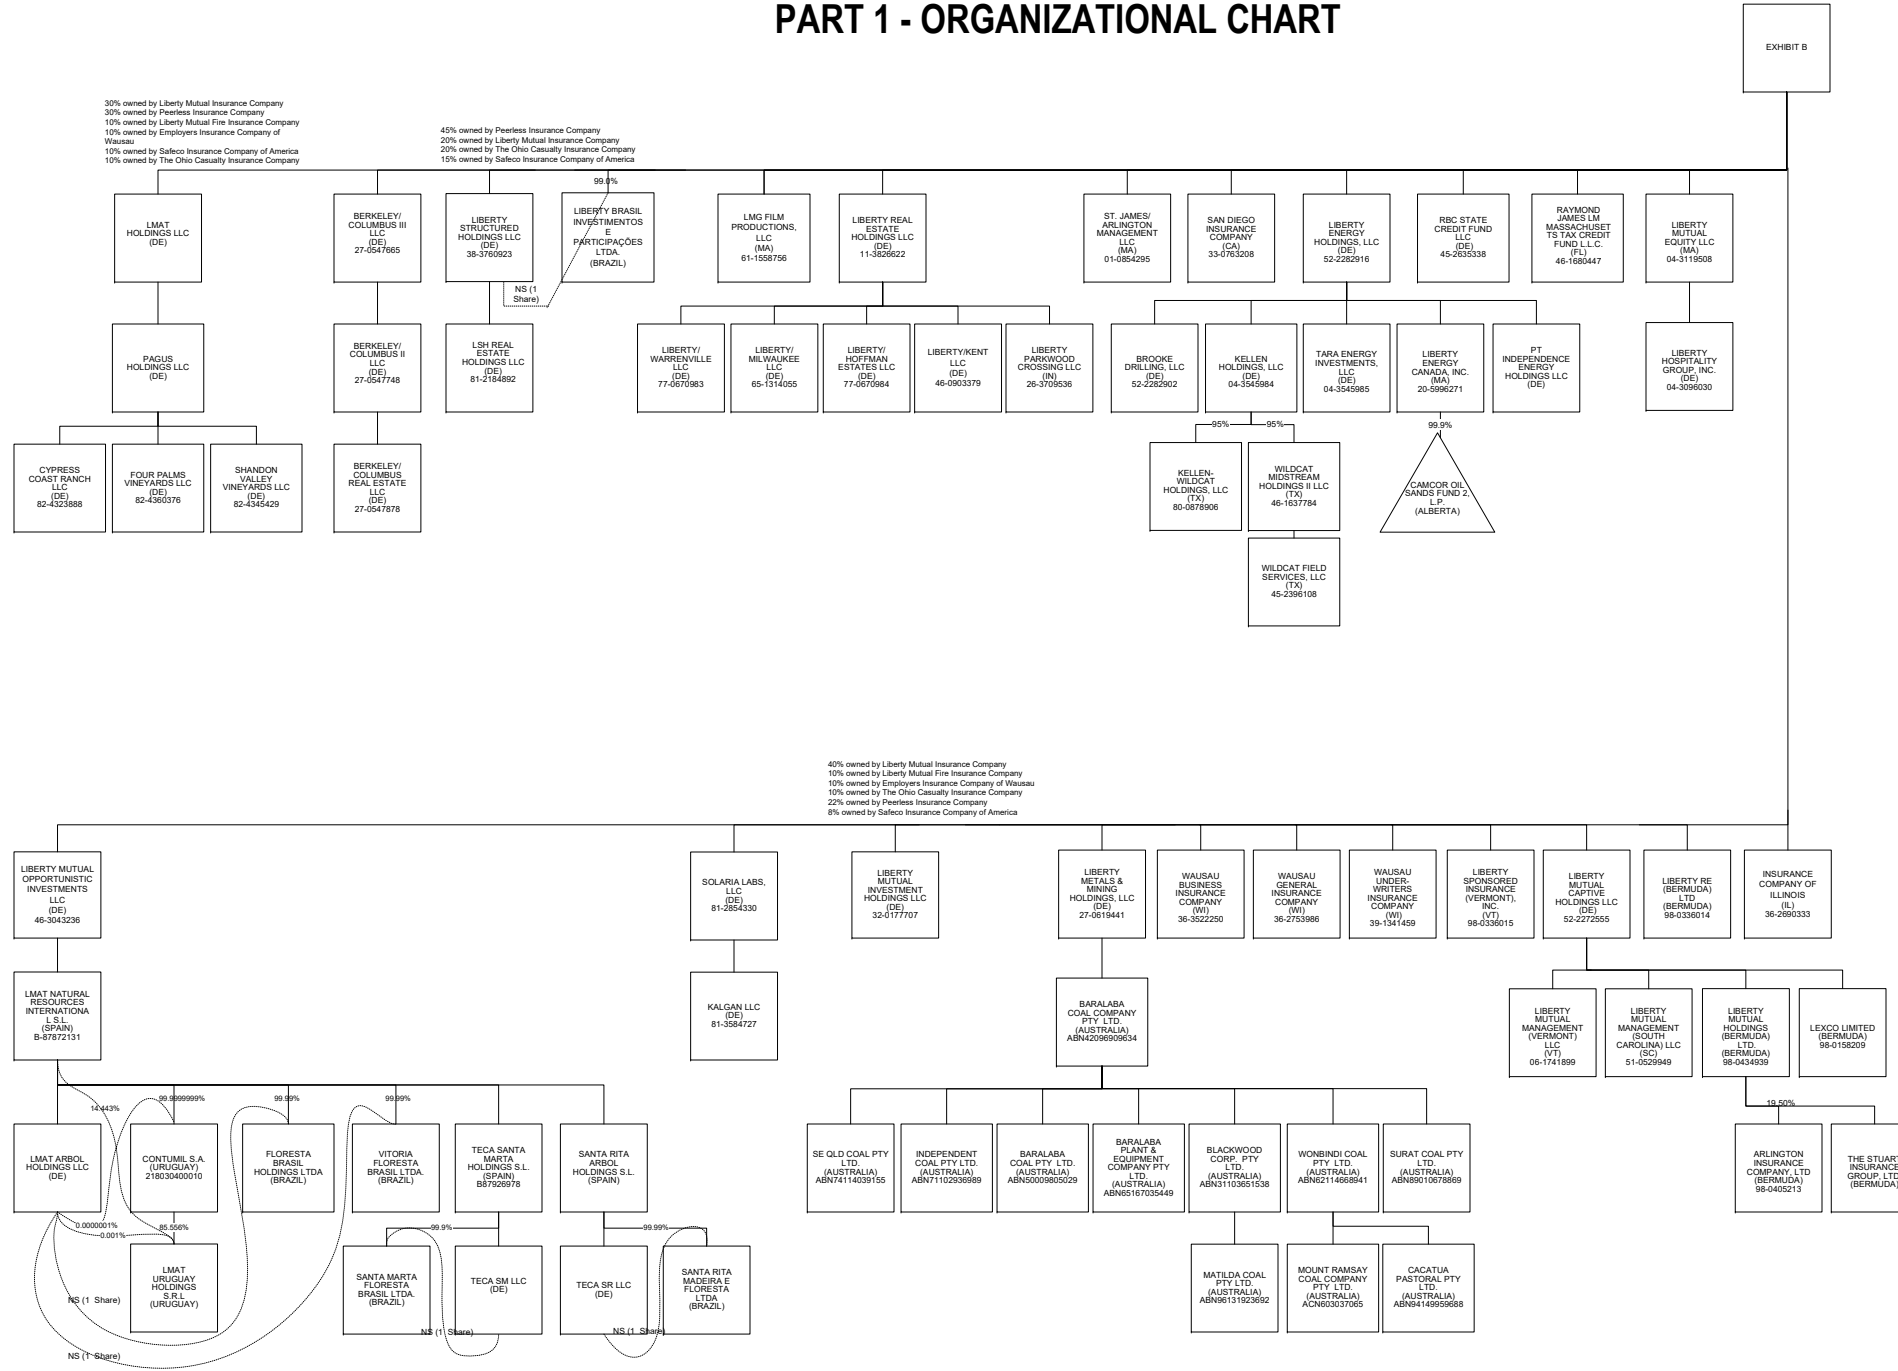 PART 1 - ORGANIZATIONAL CHART
EXHIBIT B
30% owned by Liberty Mutual Insurance Company
30% owned by Peerless Insurance Company
10% owned by Liberty Mutual Fire Insurance Company
10% owned by Employers Insurance Company of
Wausau
10% owned by Safeco Insurance Company of America
10% owned by The Ohio Casualty Insurance Company
45% owned by Peerless Insurance Company
20% owned by Liberty Mutual Insurance Company
20% owned by The Ohio Casualty Insurance Company
15% owned by Safeco Insurance Company of America
99.0%
LMAT
HOLDINGS LLC
(DE)
BERKELEY/
COLUMBUS III
LLC
(DE)
27-0547665
LIBERTY
STRUCTURED
HOLDINGS LLC
(DE)
38-3760923
LIBERTY BRASIL
INVESTIMENTOS
E
PARTICIPAÇÕES
LTDA.
(BRAZIL)
LMG FILM
PRODUCTIONS,
LLC
(MA)
61-1558756
LIBERTY REAL
ESTATE
HOLDINGS LLC
(DE)
11-3826622
ST. JAMES/
ARLINGTON
MANAGEMENT
LLC
(MA)
01-0854295
SAN DIEGO
INSURANCE
COMPANY
(CA)
33-0763208
LIBERTY
ENERGY
HOLDINGS, LLC
(DE)
52-2282916
RBC STATE
CREDIT FUND
LLC
(DE)
45-2635338
RAYMOND
JAMES LM
MASSACHUSET
TS TAX CREDIT
FUND L.L.C.
(FL)
46-1680447
LIBERTY
MUTUAL
EQUITY LLC
(MA)
04-3119508
NS (1
Share)
PAGUS
HOLDINGS LLC
(DE)
BERKELEY/
COLUMBUS II
LLC
(DE)
27-0547748
LSH REAL
ESTATE
HOLDINGS LLC
(DE)
81-2184892
LIBERTY/
WARRENVILLE
LLC
(DE)
77-0670983
LIBERTY/
MILWAUKEE
LLC
(DE)
65-1314055
LIBERTY/
HOFFMAN
ESTATES LLC
(DE)
77-0670984
LIBERTY/KENT
LLC
(DE)
46-0903379
LIBERTY
PARKWOOD
CROSSING LLC
(IN)
26-3709536
BROOKE
DRILLING, LLC
(DE)
52-2282902
KELLEN
HOLDINGS, LLC
(DE)
04-3545984
TARA ENERGY
INVESTMENTS,
LLC
(DE)
04-3545985
LIBERTY
ENERGY
CANADA, INC.
(MA)
20-5996271
PT
INDEPENDENCE
ENERGY
HOLDINGS LLC
(DE)
LIBERTY
HOSPITALITY
GROUP, INC.
(DE)
04-3096030
95%
95%
99.9%
CYPRESS
COAST RANCH
LLC
(DE)
82-4323888
FOUR PALMS
VINEYARDS LLC
(DE)
82-4360376
SHANDON
VALLEY
VINEYARDS LLC
(DE)
82-4345429
BERKELEY/
COLUMBUS
REAL ESTATE
LLC
(DE)
27-0547878
KELLEN-
WILDCAT
HOLDINGS, LLC
(TX)
80-0878906
WILDCAT
MIDSTREAM
HOLDINGS II LLC
(TX)
46-1637784
CAMCOR OIL
SANDS FUND 2,
L.P.
(ALBERTA)
WILDCAT FIELD
SERVICES, LLC
(TX)
45-2396108
40% owned by Liberty Mutual Insurance Company
10% owned by Liberty Mutual Fire Insurance Company
10% owned by Employers Insurance Company of Wausau
10% owned by The Ohio Casualty Insurance Company
22% owned by Peerless Insurance Company
8% owned by Safeco Insurance Company of America
LIBERTY MUTUAL
OPPORTUNISTIC
INVESTMENTS
LLC
(DE)
46-3043236
SOLARIA LABS,
LLC
(DE)
81-2854330
LIBERTY
MUTUAL
INVESTMENT
HOLDINGS LLC
(DE)
32-0177707
LIBERTY
METALS &
MINING
HOLDINGS, LLC
(DE)
27-0619441
WAUSAU
BUSINESS
INSURANCE
COMPANY
(WI)
36-3522250
WAUSAU
GENERAL
INSURANCE
COMPANY
(WI)
36-2753986
WAUSAU
UNDER-
WRITERS
INSURANCE
COMPANY
(WI)
39-1341459
LIBERTY
SPONSORED
INSURANCE
(VERMONT),
INC.
(VT)
98-0336015
LIBERTY
MUTUAL
CAPTIVE
HOLDINGS LLC
(DE)
52-2272555
LIBERTY RE
(BERMUDA)
LTD
(BERMUDA)
98-0336014
INSURANCE
COMPANY OF
ILLINOIS
(IL)
36-2690333
LMAT NATURAL
RESOURCES
INTERNATIONA
L S.L.
(SPAIN)
B-87872131
KALGAN LLC
(DE)
81-3584727
BARALABA
COAL COMPANY
PTY LTD.
(AUSTRALIA)
ABN42096909634
LIBERTY
MUTUAL
MANAGEMENT
(VERMONT)
LLC
(VT)
06-1741899
LIBERTY
MUTUAL
MANAGEMENT
(SOUTH
CAROLINA) LLC
(SC)
51-0529949
LIBERTY
MUTUAL
HOLDINGS
(BERMUDA)
LTD.
(BERMUDA)
98-0434939
LEXCO LIMITED
(BERMUDA)
98-0158209
14.443%
99.9999999%
99.99%
99.99%
19.50%
LMAT ARBOL
HOLDINGS LLC
(DE)
CONTUMIL S.A.
(URUGUAY)
218030400010
FLORESTA
BRASIL
HOLDINGS LTDA
(BRAZIL)
VITORIA
FLORESTA
BRASIL LTDA.
(BRAZIL)
TECA SANTA
MARTA
HOLDINGS S.L.
(SPAIN)
B87926978
SANTA RITA
ARBOL
HOLDINGS S.L.
(SPAIN)
SE QLD COAL PTY
LTD.
(AUSTRALIA)
ABN74114039155
INDEPENDENT
COAL PTY LTD.
(AUSTRALIA)
ABN71102936989
BARALABA
COAL PTY LTD.
(AUSTRALIA)
ABN50009805029
BARALABA
PLANT &
EQUIPMENT
COMPANY PTY
LTD.
(AUSTRALIA)
ABN65167035449
BLACKWOOD
CORP. PTY
LTD.
(AUSTRALIA)
ABN31103651538
WONBINDI COAL
PTY LTD.
(AUSTRALIA)
ABN62114668941
SURAT COAL PTY
LTD.
(AUSTRALIA)
ABN89010678869
ARLINGTON
INSURANCE
COMPANY, LTD
(BERMUDA)
98-0405213
THE STUART
INSURANCE
GROUP, LTD
(BERMUDA)
0.0000001%
0.001%
85.556%
99.9%
99.99%
LMAT
URUGUAY
HOLDINGS
S.R.L
(URUGUAY)
SANTA MARTA
FLORESTA
BRASIL LTDA.
(BRAZIL)
TECA SM LLC
(DE)
TECA SR LLC
(DE)
SANTA RITA
MADEIRA E
FLORESTA
LTDA
(BRAZIL)
MATILDA COAL
PTY LTD.
(AUSTRALIA)
ABN96131923692
MOUNT RAMSAY
COAL COMPANY
PTY LTD.
(AUSTRALIA)
ACN603037065
CACATUA
PASTORAL PTY
LTD.
(AUSTRALIA)
ABN94149959688
NS (1 Share)
NS (1 Share)
NS (1 Share)
NS (1 Share)